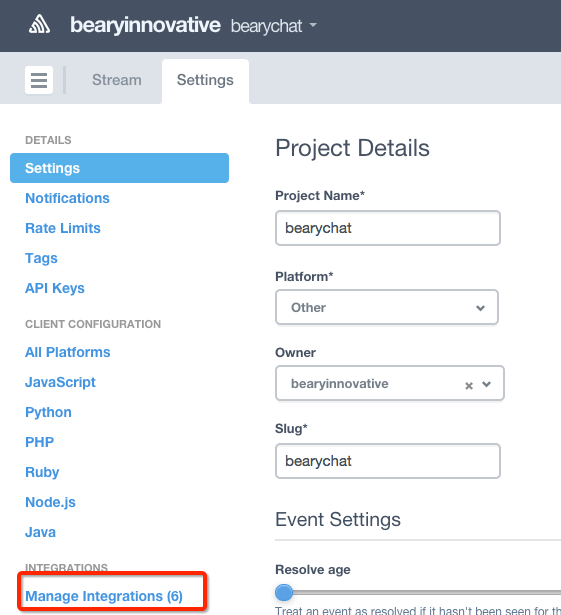 bearyinnovative bearychat
Stream Settings
DETAILS
Settings
Notifications
Rate Limits
Tags
API Keys
CLIENT CONFIGURATION
All Platforms
JavaScript
Python
PHP
Ruby
Node.js
Java
INTEGRATIONS
Manage Integrations (6)
Project Details
Project Name*
bearychat
Platform*
Other
Owner
bearyinnovative
Slug*
bearychat
Event Settings
Resolve age
Treat an event as resolved if it hasn't been seen for